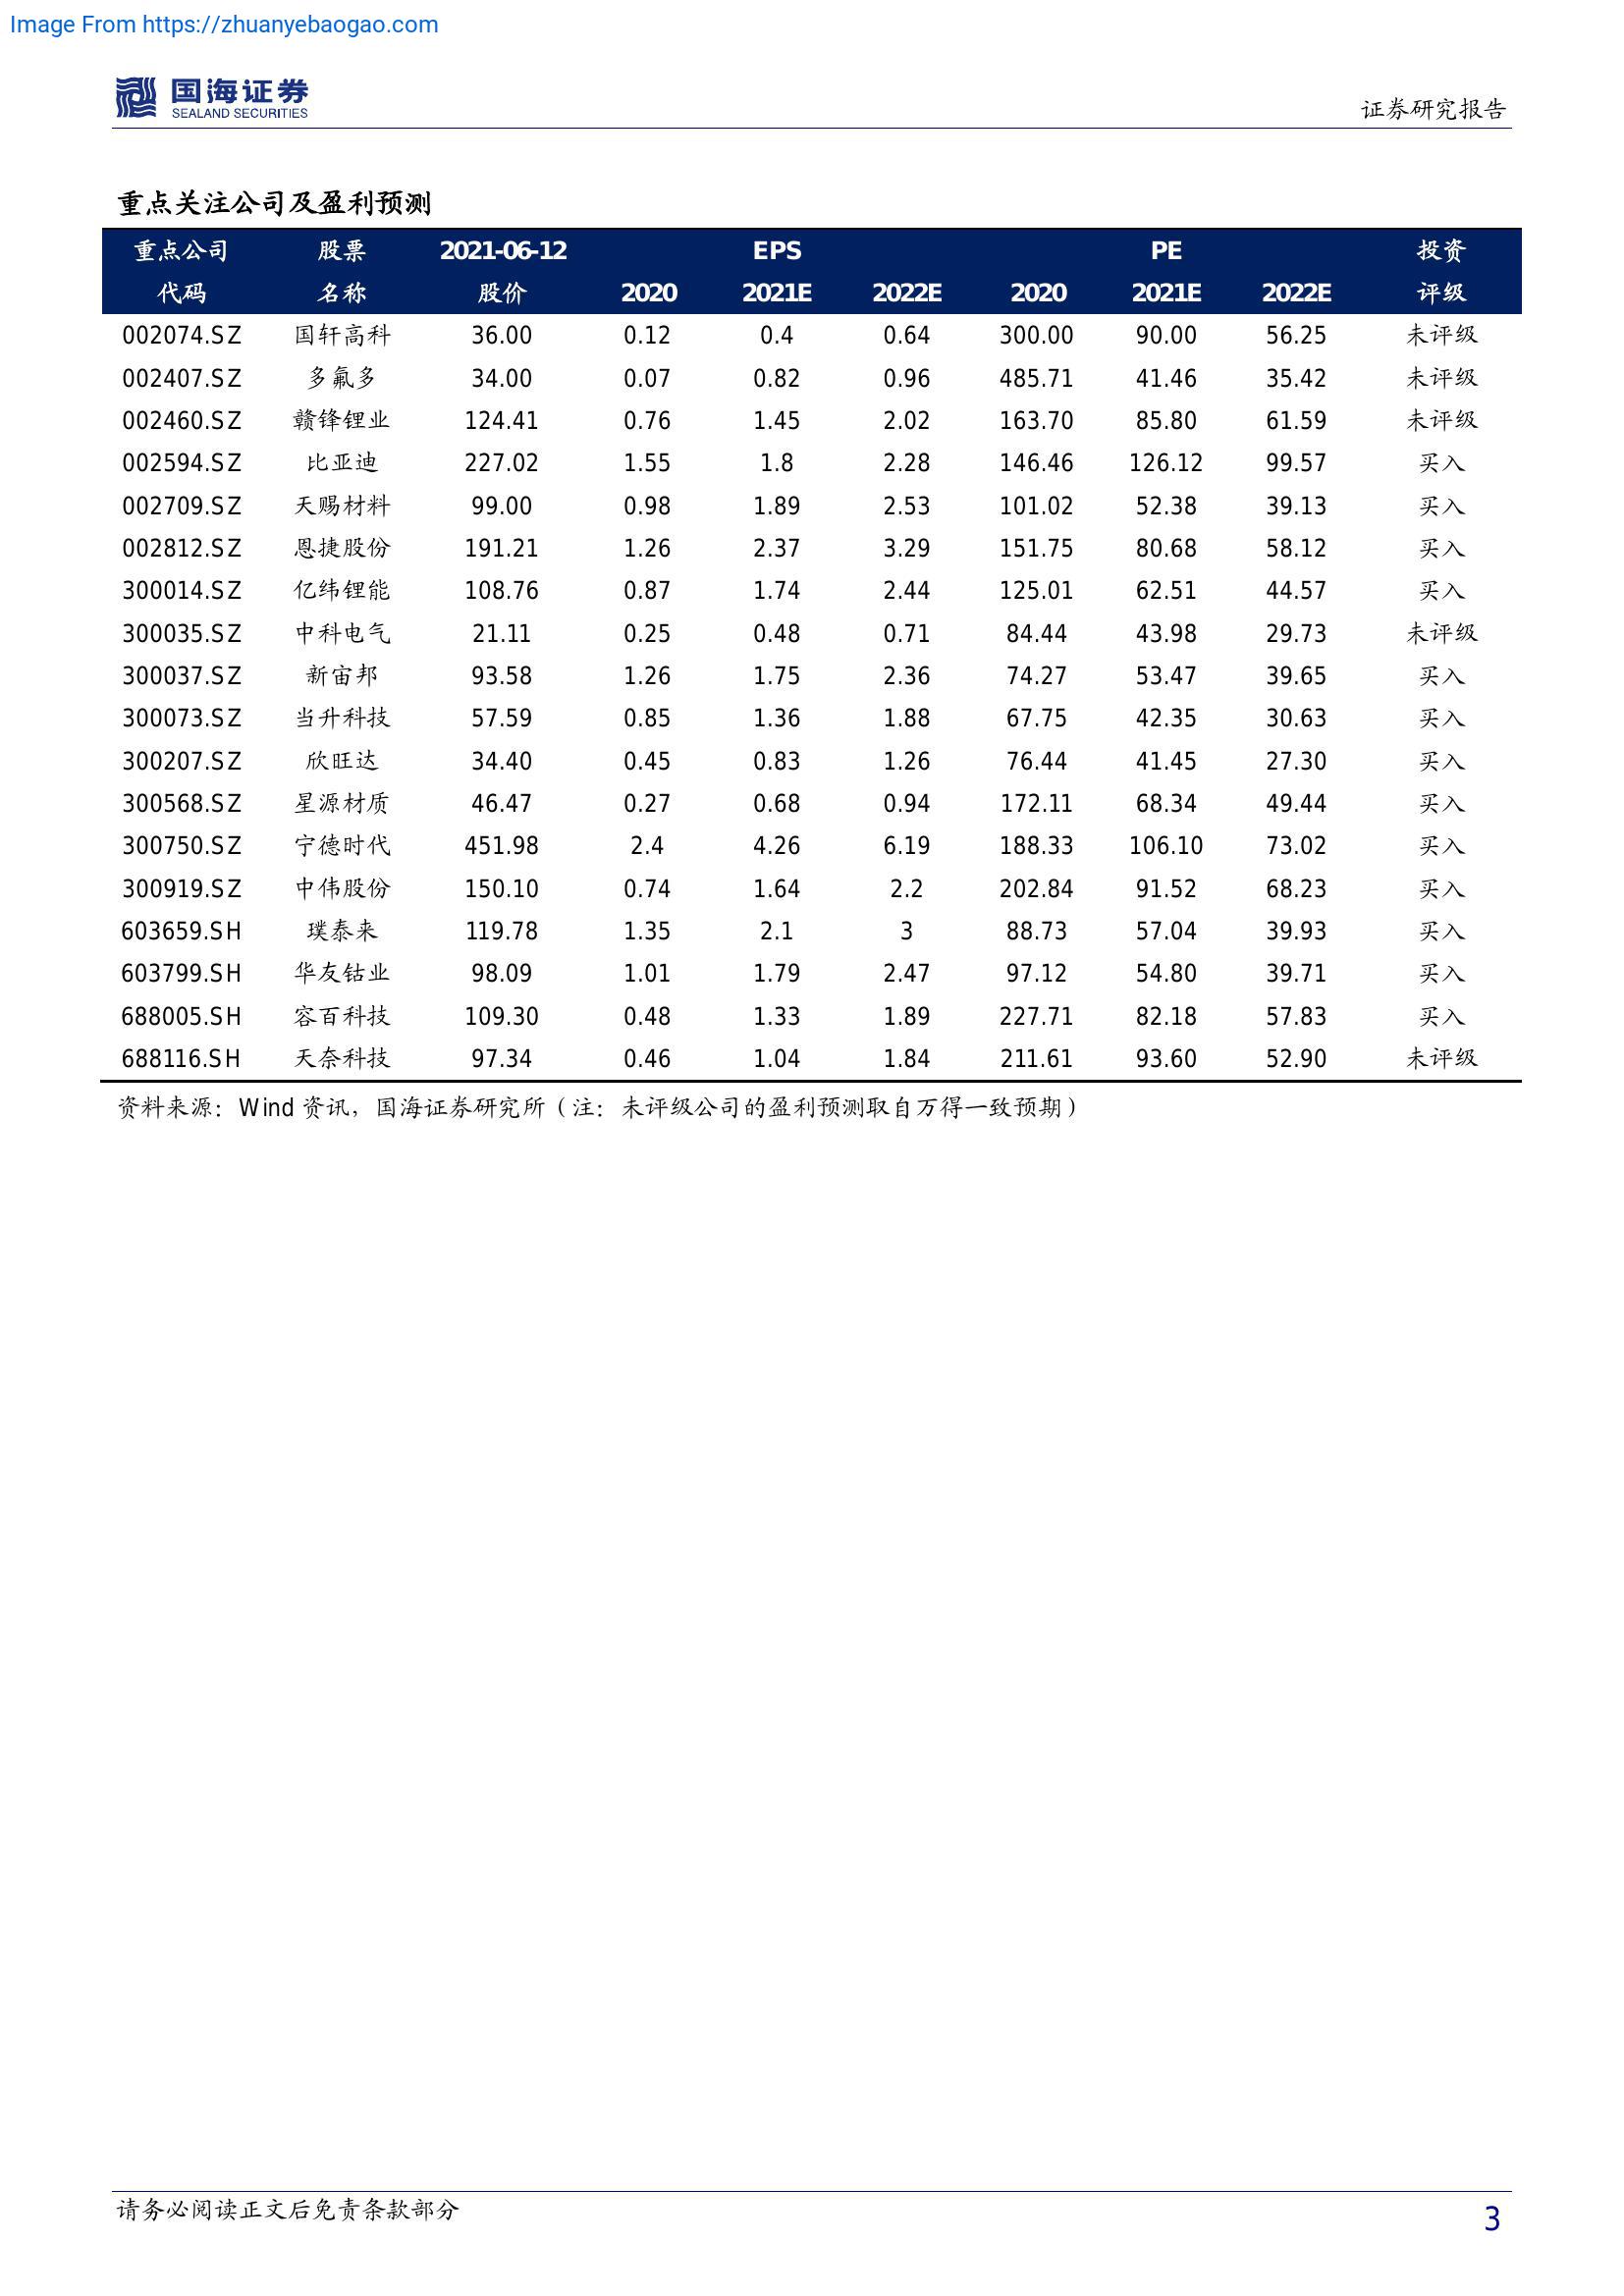 Image From https://zhuanyebaogao.com
国海证券
SEALAND SECURITIES
证券研究报告
重点关注公司及盈利预测
重点公司 股票 2021-06-12 EPS PE 投资
代码 名称 股价 2020 2021E 2022E 2020 2021E 2022E 评级
002074.SZ 国轩高科 36.00 0.12 0.4 0.64 300.00 90.00 56.25 未评级
002407.SZ 多氟多 34.00 0.07 0.82 0.96 485.71 41.46 35.42 未评级
002460.SZ 赣锋锂业 124.41 0.76 1.45 2.02 163.70 85.80 61.59 未评级
002594.SZ 比亚迪 227.02 1.55 1.8 2.28 146.46 126.12 99.57 买入
002709.SZ 天赐材料 99.00 0.98 1.89 2.53 101.02 52.38 39.13 买入
002812.SZ 恩捷股份 191.21 1.26 2.37 3.29 151.75 80.68 58.12 买入
300014.SZ 亿纬锂能 108.76 0.87 1.74 2.44 125.01 62.51 44.57 买入
300035.SZ 中科电气 21.11 0.25 0.48 0.71 84.44 43.98 29.73 未评级
300037.SZ 新宙邦 93.58 1.26 1.75 2.36 74.27 53.47 39.65 买入
300073.SZ 当升科技 57.59 0.85 1.36 1.88 67.75 42.35 30.63 买入
300207.SZ 欣旺达 34.40 0.45 0.83 1.26 76.44 41.45 27.30 买入
300568.SZ 星源材质 46.47 0.27 0.68 0.94 172.11 68.34 49.44 买入
300750.SZ 宁德时代 451.98 2.4 4.26 6.19 188.33 106.10 73.02 买入
300919.SZ 中伟股份 150.10 0.74 1.64 2.2 202.84 91.52 68.23 买入
603659.SH 璞泰来 119.78 1.35 2.1 3 88.73 57.04 39.93 买入
603799.SH 华友钴业 98.09 1.01 1.79 2.47 97.12 54.80 39.71 买入
688005.SH 容百科技 109.30 0.48 1.33 1.89 227.71 82.18 57.83 买入
688116.SH 天奈科技 97.34 0.46 1.04 1.84 211.61 93.60 52.90 未评级
资料来源：Wind 资讯，国海证券研究所（注：未评级公司的盈利预测取自万得一致预期）
请务必阅读正文后免责条款部分
3